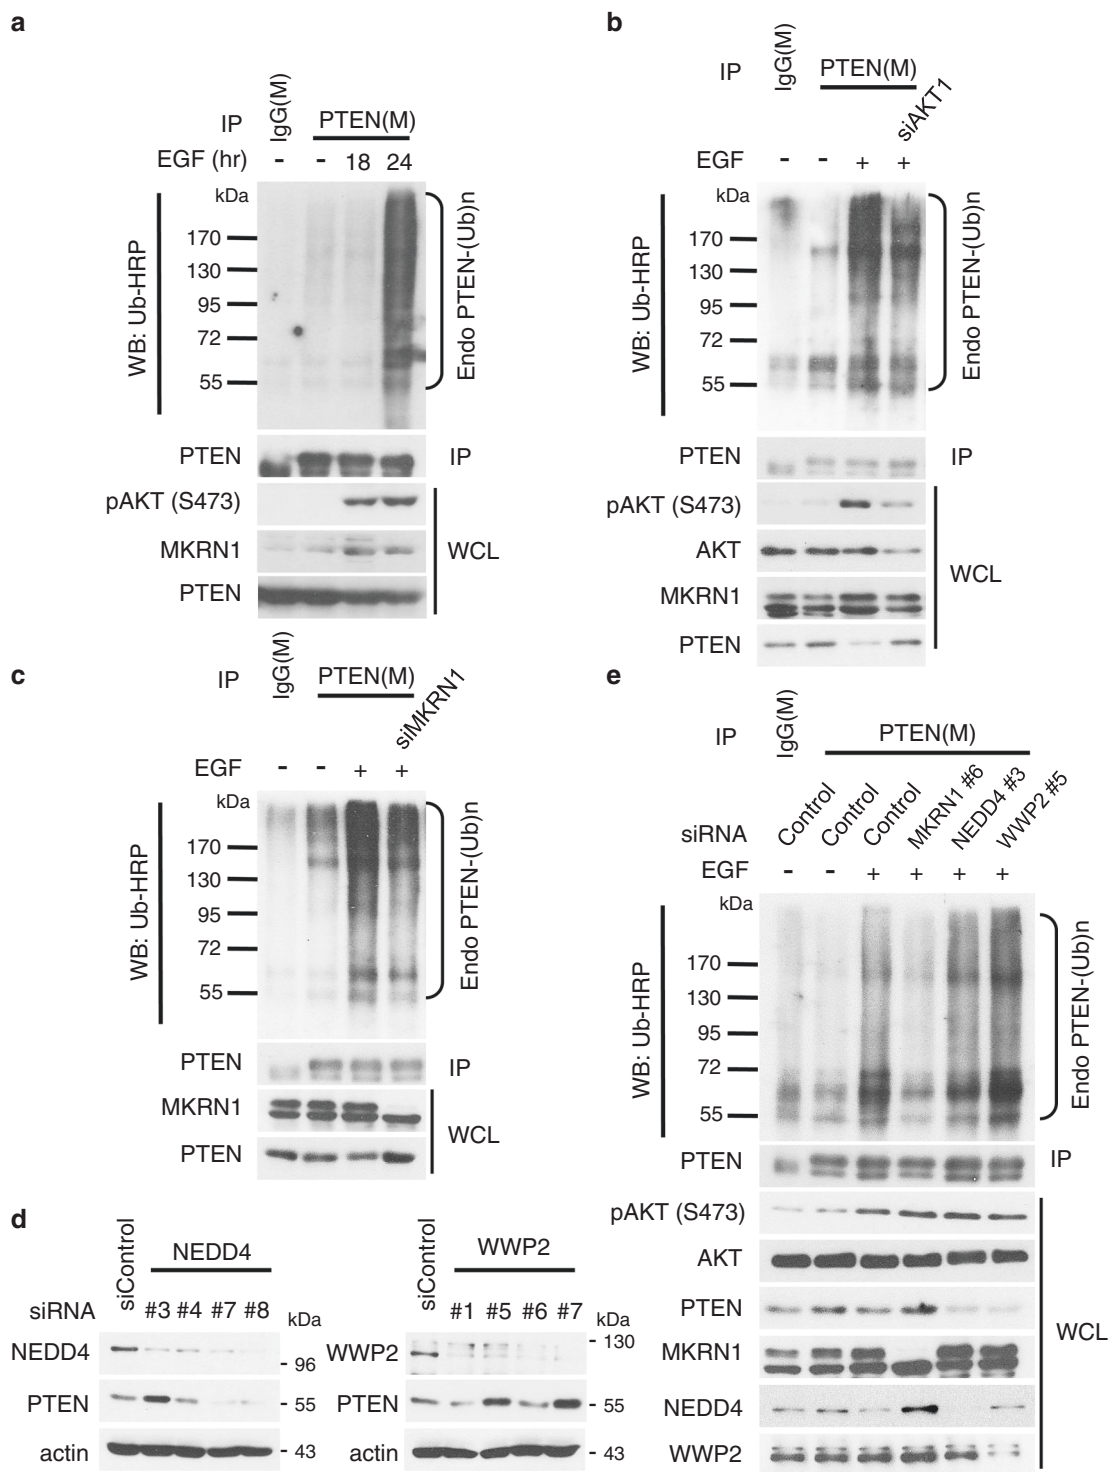 a
IP IgG(M) PTEN(M)
EGF (hr) - - 18 24
kDa
170
130
95
72
55
WB: Ub-HRP
Endo PTEN-(Ub)n
PTEN IP
pAKT (S473)
MKRN1
PTEN
WCL
b
IP IgG(M) PTEN(M)
siAKT1
EGF - - + +
kDa
170
130
95
72
55
WB: Ub-HRP
Endo PTEN-(Ub)n
PTEN IP
pAKT (S473)
AKT
MKRN1
PTEN
WCL
c
IP IgG(M) PTEN(M)
siMKRN1
EGF - - + +
kDa
170
130
95
72
55
WB: Ub-HRP
Endo PTEN-(Ub)n
PTEN IP
MKRN1
PTEN
WCL
d
siControl NEDD4
siRNA #3 #4 #7 #8 kDa
NEDD4 - 96
PTEN - 55
actin - 43
siControl WWP2
#1 #5 #6 #7 kDa
- 130
WWP2
PTEN - 55
actin - 43
e
IP IgG(M) PTEN(M)
siRNA Control Control Control MKRN1 #6 NEDD4 #3 WWP2 #5
EGF - - + + + +
kDa
170
130
95
72
55
WB: Ub-HRP
Endo PTEN-(Ub)n
PTEN IP
pAKT (S473)
AKT
PTEN
MKRN1
NEDD4
WWP2
WCL